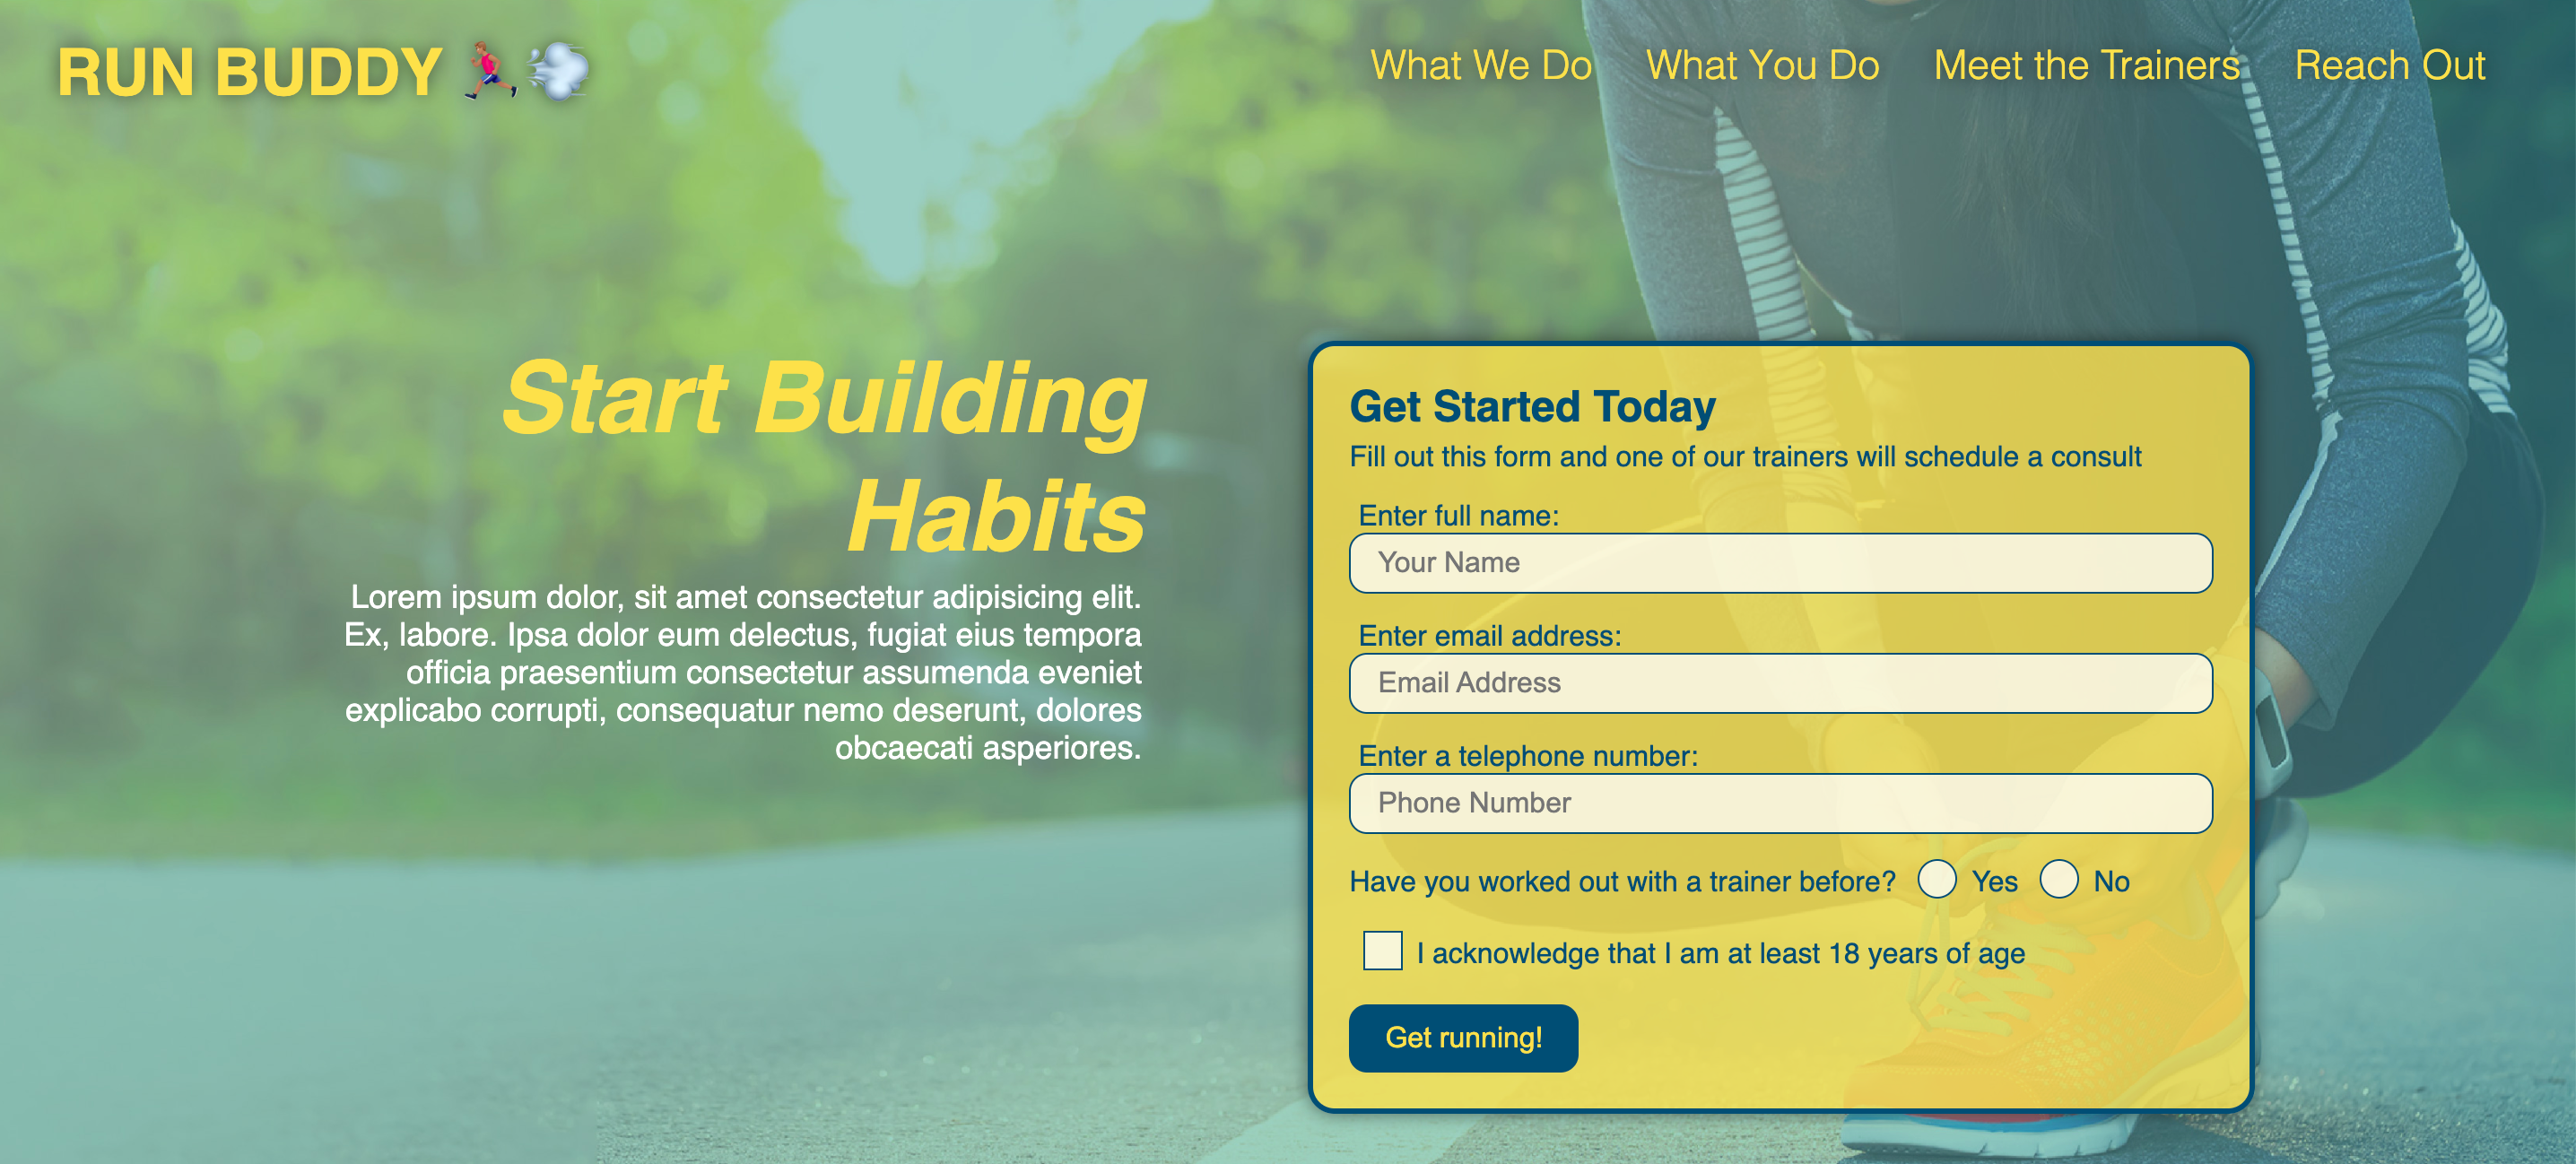 RUN BUDDY 🏃💨
What We Do What You Do Meet the Trainers Reach Out
Start Building
Habits
Lorem ipsum dolor, sit amet consectetur adipisicing elit.
Ex, labore. Ipsa dolor eum delectus, fugiat eius tempora
officia praesentium consectetur assumenda eveniet
explicabo corrupti, consequatur nemo deserunt, dolores
obcaecati asperiores.
Get Started Today
Fill out this form and one of our trainers will schedule a consult
Enter full name:
Your Name
Enter email address:
Email Address
Enter a telephone number:
Phone Number
Have you worked out with a trainer before? Yes No
I acknowledge that I am at least 18 years of age
Get running!